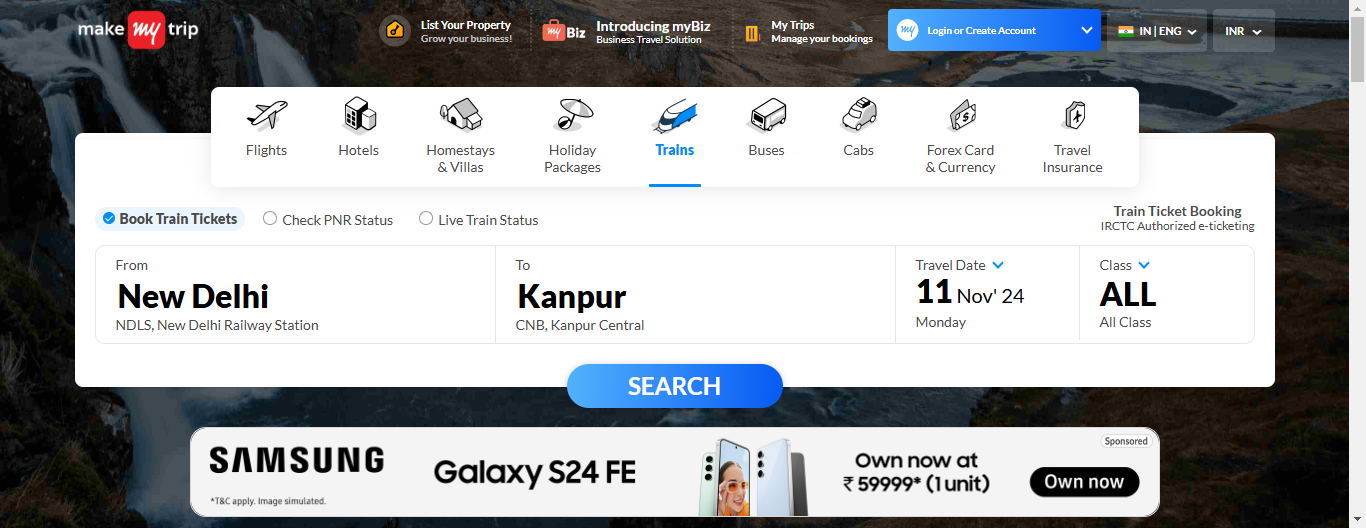 make my trip
List Your Property
Grow your business!
my Biz
Introducing myBiz
Business Travel Solution
My Trips
Manage your bookings
my
Login or Create Account
IN | ENG
INR
Flights
Hotels
Homestays
& Villas
Holiday
Packages
Trains
Buses
Cabs
Forex Card
& Currency
Travel
Insurance
Book Train Tickets
Check PNR Status
Live Train Status
Train Ticket Booking
IRCTC Authorized e-ticketing
From
New Delhi
NDLS, New Delhi Railway Station
To
Kanpur
CNB, Kanpur Central
Travel Date
11 Nov' 24
Monday
Class
ALL
All Class
SEARCH
SAMSUNG
*T&C apply. Image simulated.
Galaxy S24 FE
Own now at
₹ 59999* (1 unit)
Sponsored
Own now